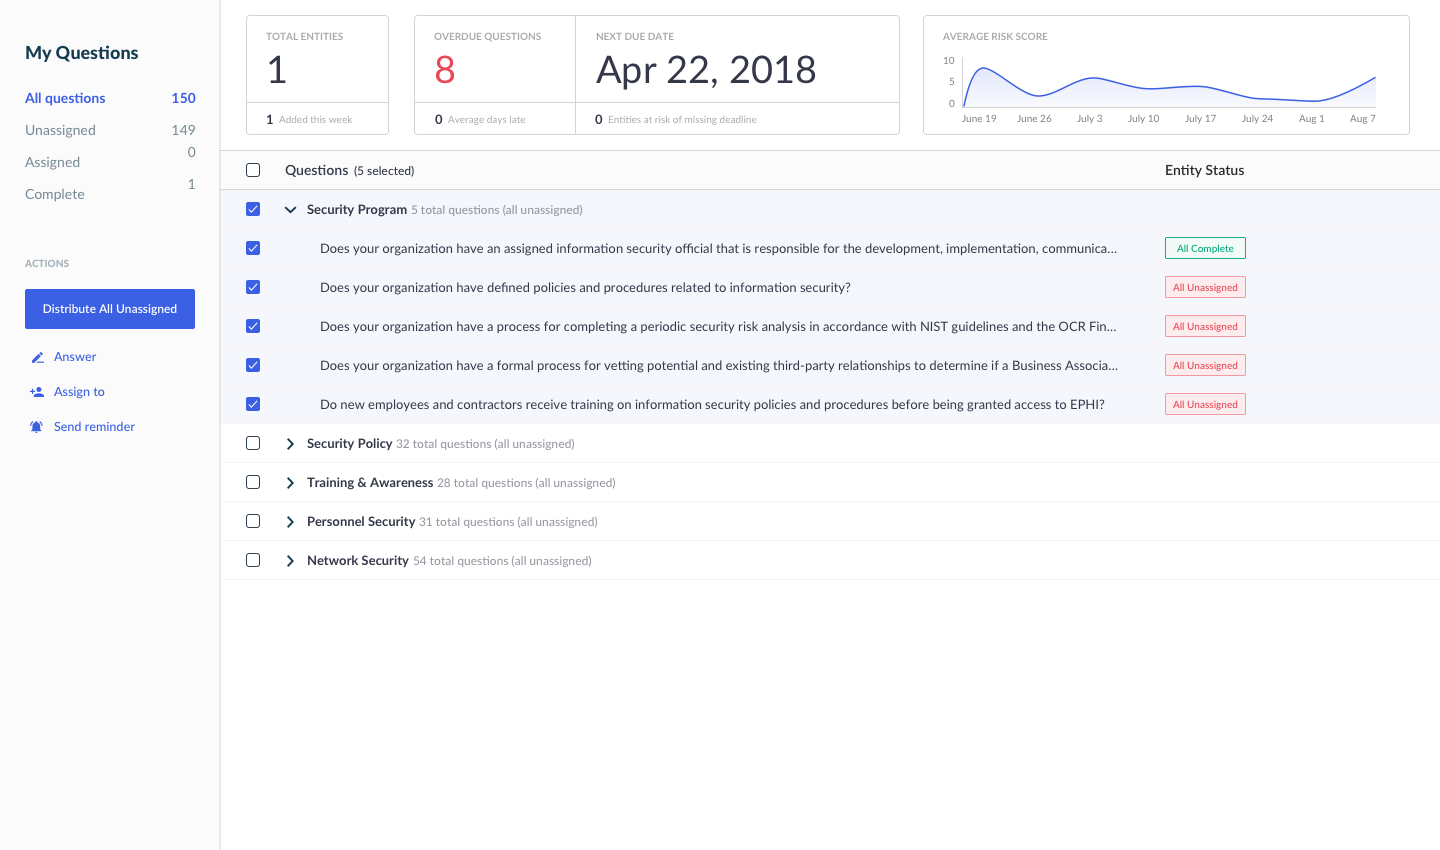 My Questions
All questions 150
Unassigned 149
Assigned 0
Complete 1
ACTIONS
Distribute All Unassigned
Answer
Assign to
Send reminder
TOTAL ENTITIES
1
1 Added this week
OVERDUE QUESTIONS
8
0 Average days late
NEXT DUE DATE
Apr 22, 2018
0 Entities at risk of missing deadline
AVERAGE RISK SCORE
10
5
0
June 19 June 26 July 3 July 10 July 17 July 24 Aug 1 Aug 7
Questions (5 selected) Entity Status
Security Program 5 total questions (all unassigned)
Does your organization have an assigned information security official that is responsible for the development, implementation, communica... All Complete
Does your organization have defined policies and procedures related to information security? All Unassigned
Does your organization have a process for completing a periodic security risk analysis in accordance with NIST guidelines and the OCR Fin... All Unassigned
Does your organization have a formal process for vetting potential and existing third-party relationships to determine if a Business Associa... All Unassigned
Do new employees and contractors receive training on information security policies and procedures before being granted access to EPHI? All Unassigned
Security Policy 32 total questions (all unassigned)
Training & Awareness 28 total questions (all unassigned)
Personnel Security 31 total questions (all unassigned)
Network Security 54 total questions (all unassigned)